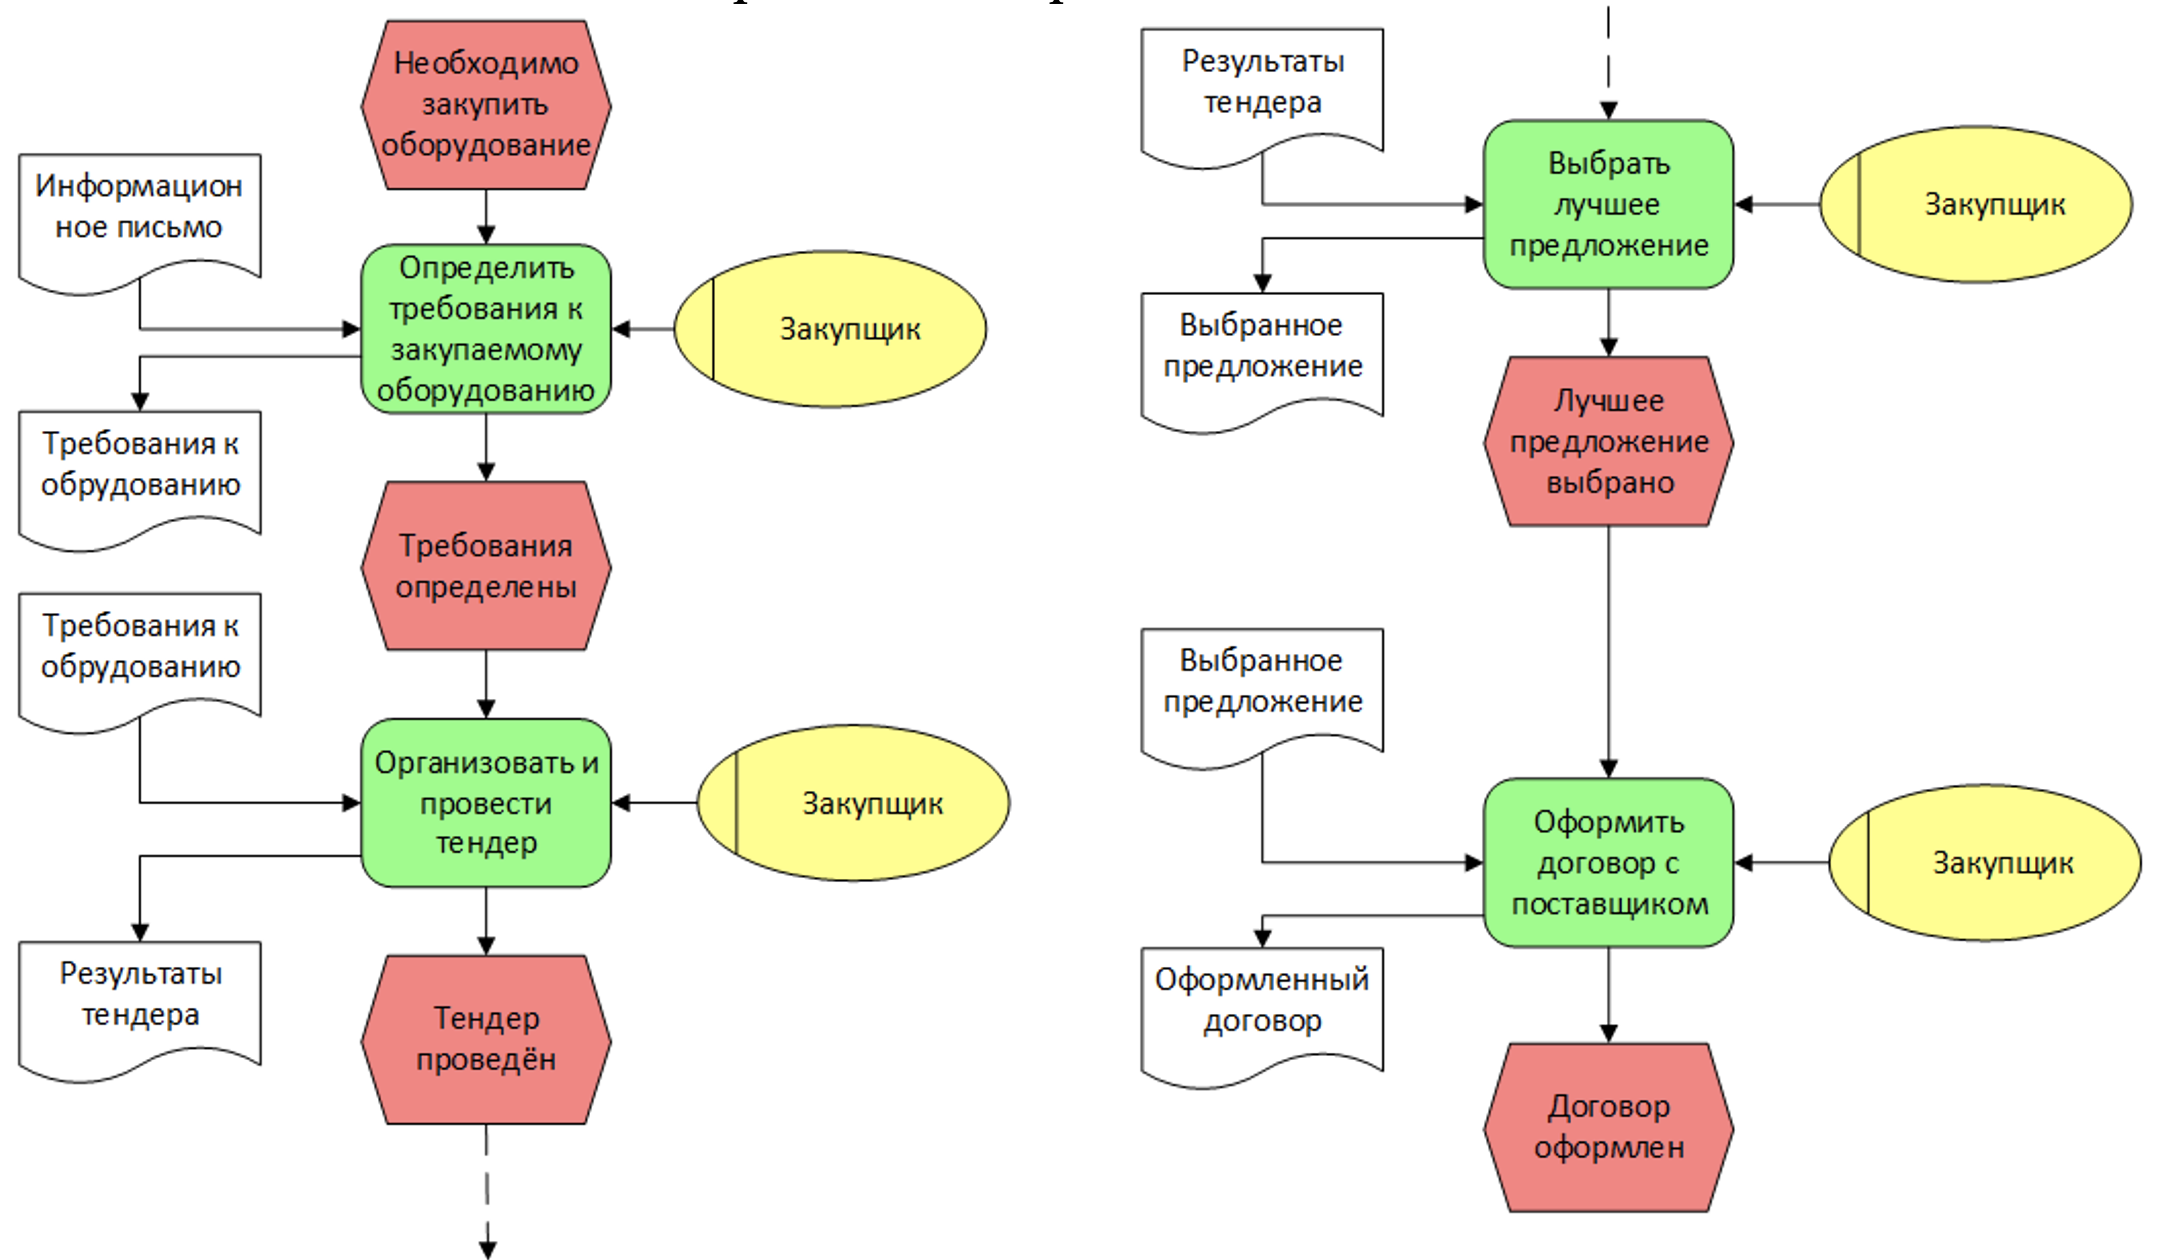 Необходимо
закупить
оборудование
Информацион
ное письмо
Определить
требования к
закупаемому
оборудованию
Закупщик
Требования к
обрудованию
Требования
определены
Требования к
обрудованию
Организовать и
провести
тендер
Закупщик
Результаты
тендера
Тендер
проведён
Результаты
тендера
Выбрать
лучшее
предложение
Закупщик
Выбранное
предложение
Лучшее
предложение
выбрано
Выбранное
предложение
Оформить
договор с
поставщиком
Закупщик
Оформленный
договор
Договор
оформлен